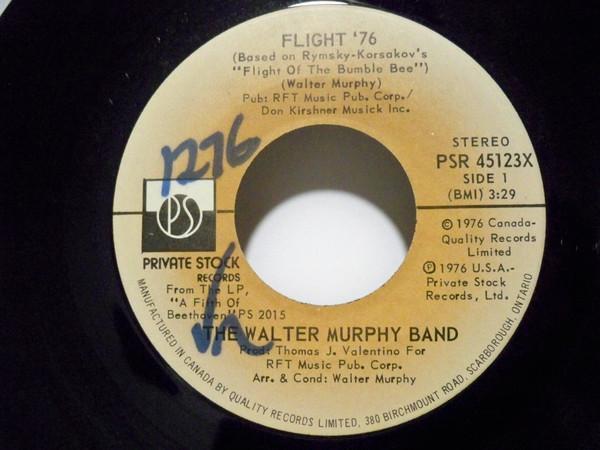 FLIGHT '76
(Based on Rymsky-Korsakov's
"Flight Of The Bumble Bee")
(Walter Murphy)
Pub: RFT Music Pub. Corp./
Don Kirshner Musick Inc.
1276
STEREO
PSR 45123X
SIDE 1
(BMI) 3:29
PS
PRIVATE STOCK
RECORDS
From The LP,
"A Fifth Of
Beethoven" PS 2015
© 1976 Canada-
Quality Records
Limited
℗ 1976 U.S.A.-
Private Stock
Records, Ltd.
THE WALTER MURPHY BAND
Prod: Thomas J. Valentino For
RFT Music Pub. Corp.
Arr. & Cond: Walter Murphy
MANUFACTURED IN CANADA BY QUALITY RECORDS LIMITED, 380 BIRCHMOUNT ROAD, SCARBOROUGH, ONTARIO